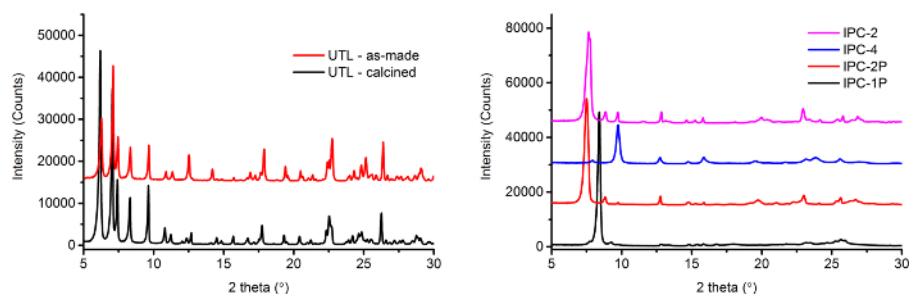 50000
40000
30000
20000
10000
0
Intensity (Counts)
UTL - as-made
UTL - calcined
5 10 15 20 25 30
2 theta (°)
80000
60000
40000
20000
0
Intensity (Counts)
IPC-2
IPC-4
IPC-2P
IPC-1P
5 10 15 20 25 30
2 theta (°)